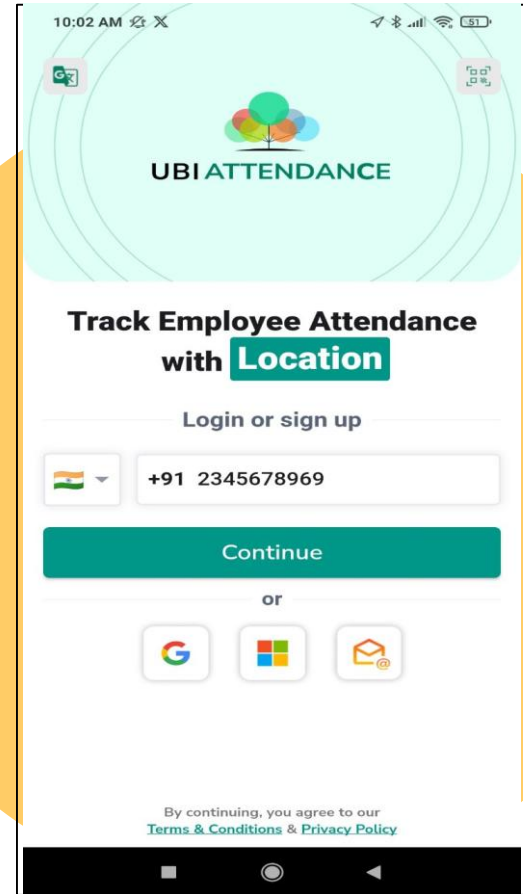 10:02 AM
51
UBI ATTENDANCE
Track Employee Attendance
with Location
Login or sign up
+91 2345678969
Continue
or
By continuing, you agree to our
Terms & Conditions & Privacy Policy